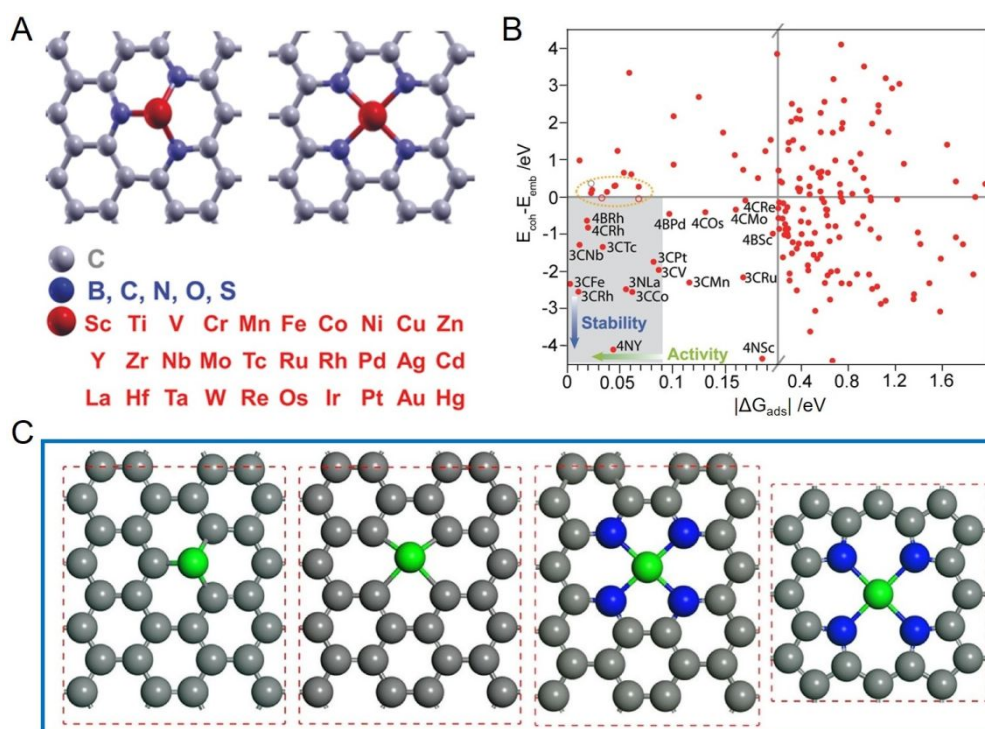 A
C
B, C, N, O, S
Sc Ti V Cr Mn Fe Co Ni Cu Zn
Y Zr Nb Mo Tc Ru Rh Pd Ag Cd
La Hf Ta W Re Os Ir Pt Au Hg
B
E_coh-E_emb /eV
4
3
2
1
0
-1
-2
-3
-4
4BRh
4CRh
3CNb
3CTc
3CFe
3CRh
3CPt
3CV
3NLa
3CCo
4NY
4BPd
4COs
4CRe
4CMo
4BSc
3CMn
3CRu
4NSc
Stability
Activity
0 0.05 0.1 0.15 0.4 0.8 1.2 1.6
|ΔG_ads| /eV
C